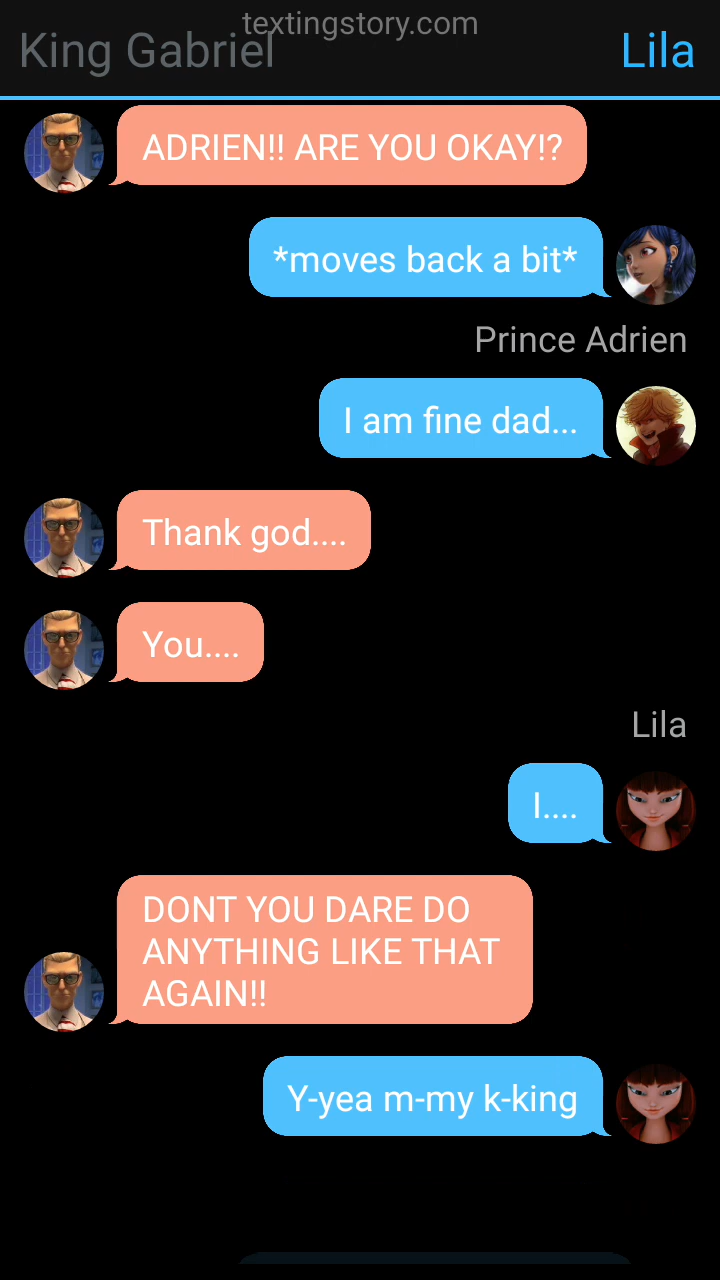 textingstory.com
King Gabriel
Lila
ADRIEN!! ARE YOU OKAY!?
*moves back a bit*
Prince Adrien
I am fine dad...
Thank god....
You....
Lila
I....
DONT YOU DARE DO
ANYTHING LIKE THAT
AGAIN!!
Y-yea m-my k-king